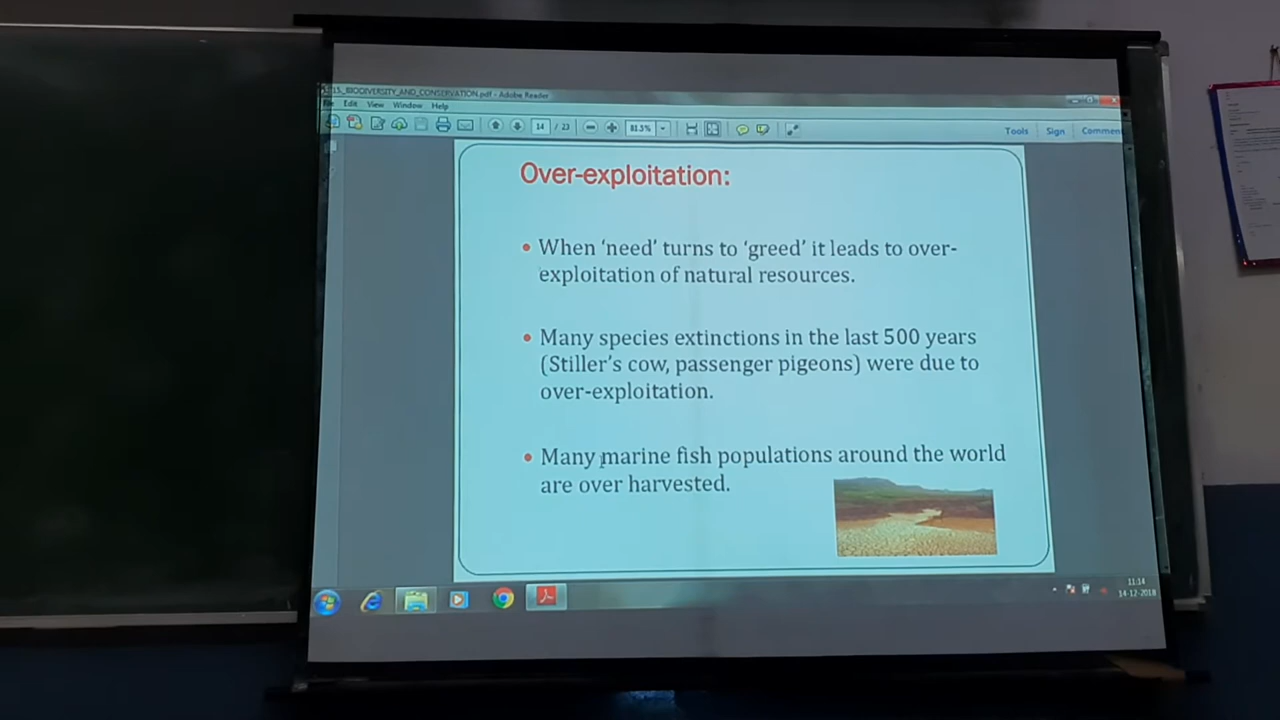 15_BIODIVERSITY_AND_CONSERVATION.pdf - Adobe Reader
Edit View Window Help
14 / 23 81.5% Tools Sign Comment
Over-exploitation:
• When ‘need’ turns to ‘greed’ it leads to over-
exploitation of natural resources.
• Many species extinctions in the last 500 years
(Stiller’s cow, passenger pigeons) were due to
over-exploitation.
• Many marine fish populations around the world
are over harvested.
11:14
14-12-2018